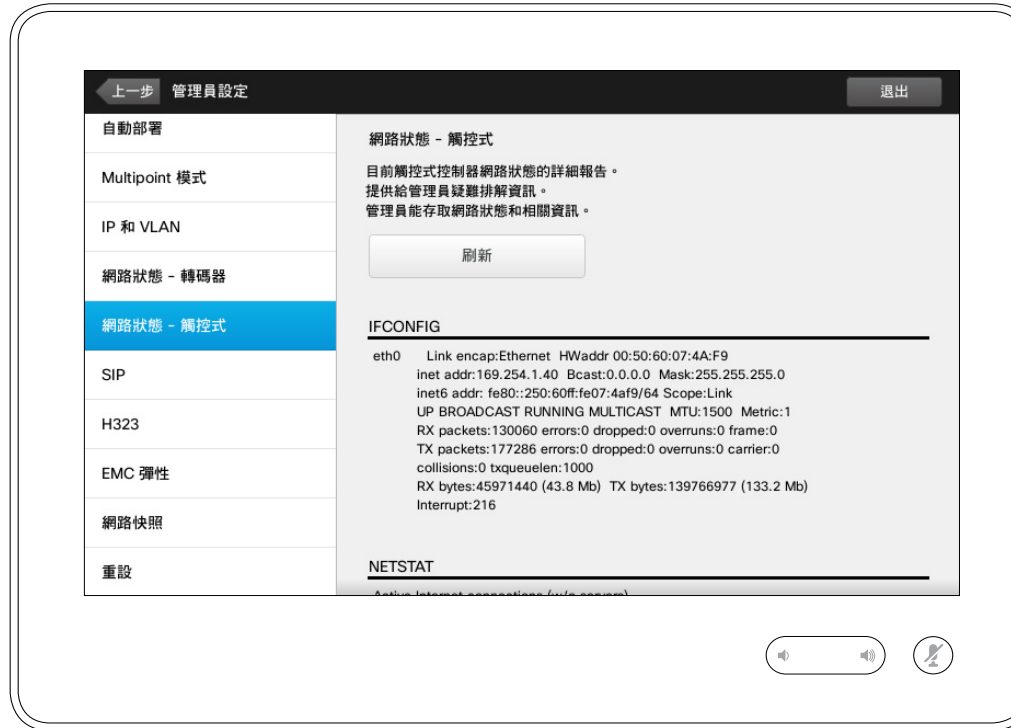 上一步 管理員設定 退出
自動部署
Multipoint 模式
IP 和 VLAN
網路狀態 – 轉碼器
網路狀態 – 觸控式
SIP
H323
EMC 彈性
網路快照
重設
網路狀態 – 觸控式
目前觸控式控制器網路狀態的詳細報告。
提供給管理員疑難排解資訊。
管理員能存取網路狀態和相關資訊。
刷新
IFCONFIG
eth0 Link encap:Ethernet HWaddr 00:50:60:07:4A:F9
inet addr:169.254.1.40 Bcast:0.0.0.0 Mask:255.255.255.0
inet6 addr: fe80::250:60ff:fe07:4af9/64 Scope:Link
UP BROADCAST RUNNING MULTICAST MTU:1500 Metric:1
RX packets:130060 errors:0 dropped:0 overruns:0 frame:0
TX packets:177286 errors:0 dropped:0 overruns:0 carrier:0
collisions:0 txqueuelen:1000
RX bytes:45971440 (43.8 Mb) TX bytes:139766977 (133.2 Mb)
Interrupt:216
NETSTAT
Active Internet connections (w/o servers)